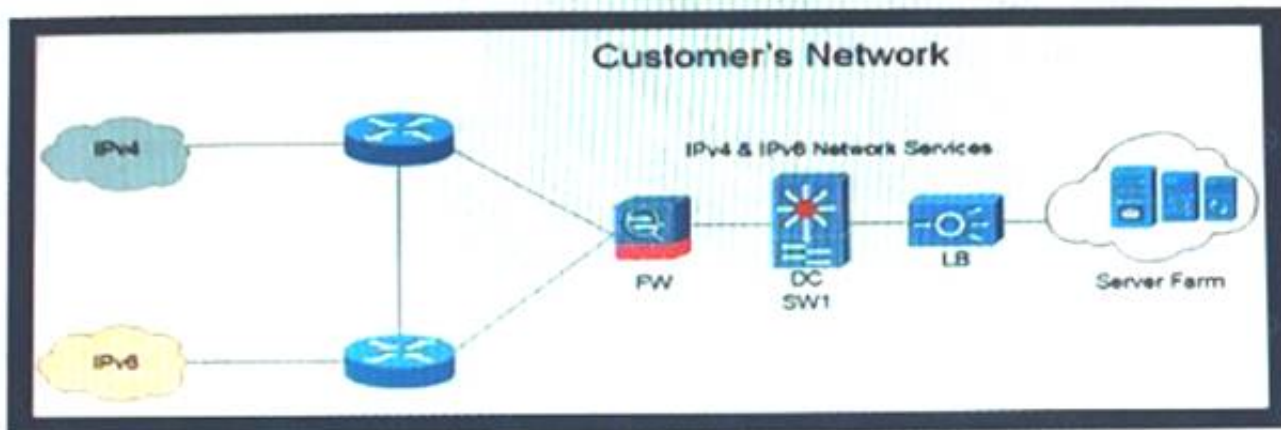 Customer's Network
IPv4
IPv4 & IPv6 Network Services
FW
DC
SW1
LB
Server Farm
IPv6